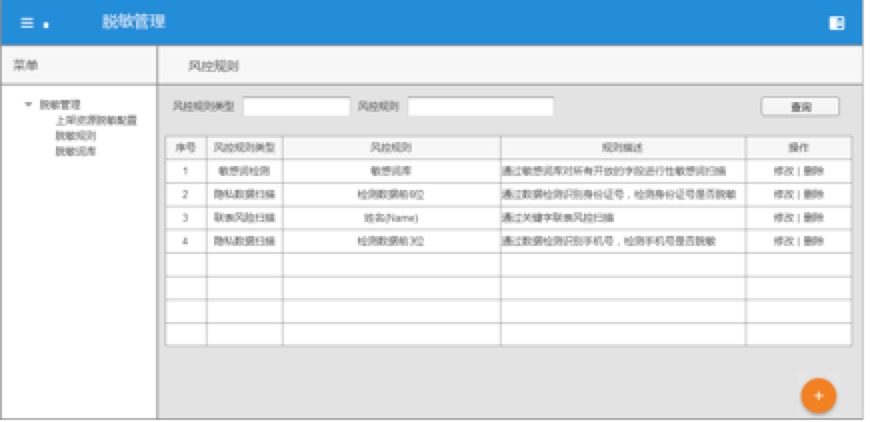 脱敏管理
菜单
风控规则
脱敏管理
上架资源脱敏配置
脱敏规则
脱敏词库
风控规则类型 风控规则 查询
序号 风控规则类型 风控规则 规则描述 操作
1 敏感词检测 敏感词库 通过敏感词库对所有开放的字段进行性敏感词扫描 修改 | 删除
2 隐私数据扫描 检测数据前6位 通过数据检测识别身份证号，检测身份证号是否脱敏 修改 | 删除
3 联表风险扫描 姓名(Name) 通过关键字联表风控扫描 修改 | 删除
4 隐私数据扫描 检测数据前3位 通过数据检测识别手机号，检测手机号是否脱敏 修改 | 删除
+